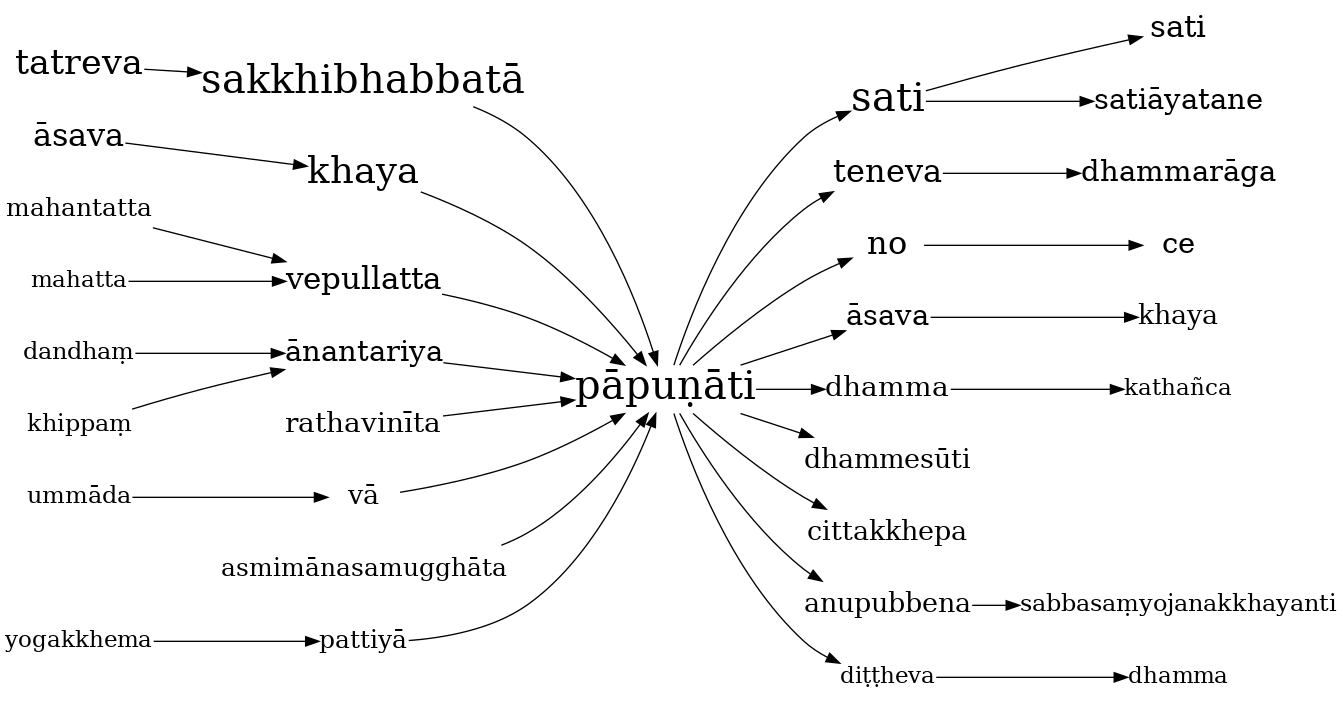 sati
tatreva
sakkhibhabbatā
sati
satiāyatane
āsava
khaya
teneva
dhammarāga
mahantatta
no
ce
mahatta
vepullatta
āsava
khaya
dandhaṃ
ānantariya
pāpuṇāti
dhamma
kathañca
khippaṃ
rathavinīta
dhammesūti
ummāda
vā
cittakkhepa
asmimānasamugghāta
anupubbena
sabbasaṃyojanakkhayanti
yogakkhema
pattiyā
diṭṭheva
dhamma